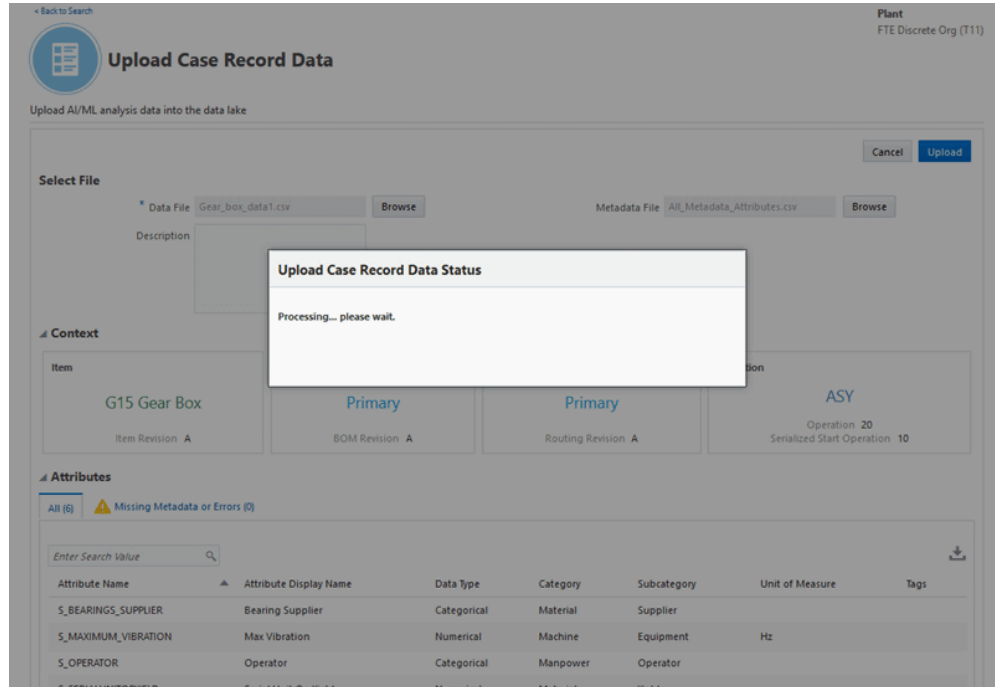 < Back to Search
Plant
FTE Discrete Org (T11)
Upload Case Record Data
Upload AI/ML analysis data into the data lake
Cancel Upload
Select File
* Data File Gear_box_data1.csv Browse Metadata File All_Metadata_Attributes.csv Browse
Description
Upload Case Record Data Status
Processing... please wait.
Context
Item
G15 Gear Box Primary Primary ASY
Item Revision A BOM Revision A Routing Revision A Operation 20
Serialized Start Operation 10
Attributes
All (6) Missing Metadata or Errors (0)
Enter Search Value
Attribute Name Attribute Display Name Data Type Category Subcategory Unit of Measure Tags
S_BEARINGS_SUPPLIER Bearing Supplier Categorical Material Supplier
S_MAXIMUM_VIBRATION Max Vibration Numerical Machine Equipment Hz
S_OPERATOR Operator Categorical Manpower Operator